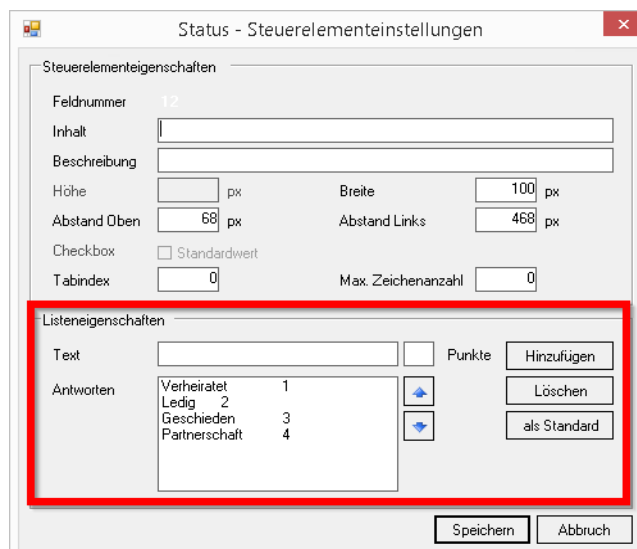 Status - Steuerelementeinstellungen
Steuerelementeigenschaften
Feldnummer 12
Inhalt
Beschreibung
Höhe px Breite 100 px
Abstand Oben 68 px Abstand Links 468 px
Checkbox Standardwert
Tabindex 0 Max. Zeichenanzahl 0
Listeneigenschaften
Text Punkte Hinzufügen
Antworten Verheiratet 1 Löschen
Ledig 2
Geschieden 3 als Standard
Partnerschaft 4
Speichern Abbruch